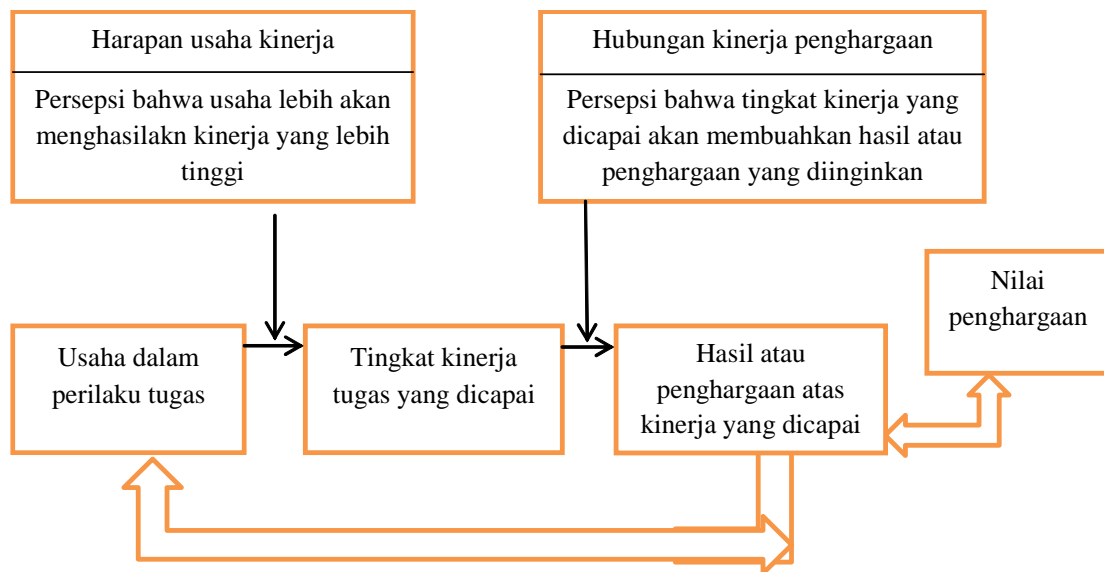 Harapan usaha kinerja
Persepsi bahwa usaha lebih akan
menghasilakn kinerja yang lebih
tinggi
Hubungan kinerja penghargaan
Persepsi bahwa tingkat kinerja yang
dicapai akan membuahkan hasil atau
penghargaan yang diinginkan
Nilai
penghargaan
Usaha dalam
perilaku tugas
Tingkat kinerja
tugas yang dicapai
Hasil atau
penghargaan atas
kinerja yang dicapai